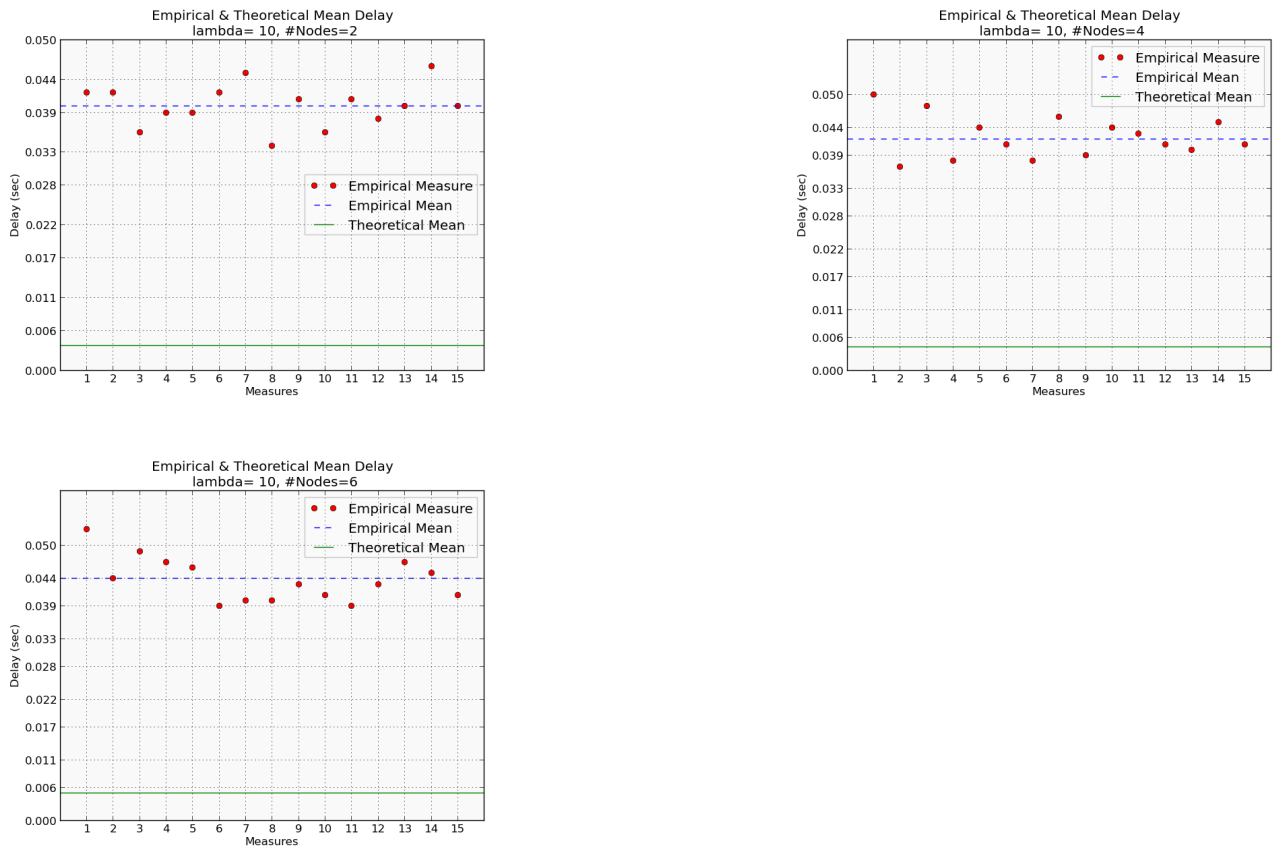 Empirical & Theoretical Mean Delay
lambda= 10, #Nodes=2
0.050
0.044
0.039
0.033
0.028
0.022
0.017
0.011
0.006
0.000
Delay (sec)
Empirical Measure
Empirical Mean
Theoretical Mean
1 2 3 4 5 6 7 8 9 10 11 12 13 14 15
Measures
Empirical & Theoretical Mean Delay
lambda= 10, #Nodes=4
Empirical Measure
Empirical Mean
Theoretical Mean
0.050
0.044
0.039
0.033
0.028
0.022
0.017
0.011
0.006
0.000
Delay (sec)
1 2 3 4 5 6 7 8 9 10 11 12 13 14 15
Measures
Empirical & Theoretical Mean Delay
lambda= 10, #Nodes=6
Empirical Measure
Empirical Mean
Theoretical Mean
0.050
0.044
0.039
0.033
0.028
0.022
0.017
0.011
0.006
0.000
Delay (sec)
1 2 3 4 5 6 7 8 9 10 11 12 13 14 15
Measures